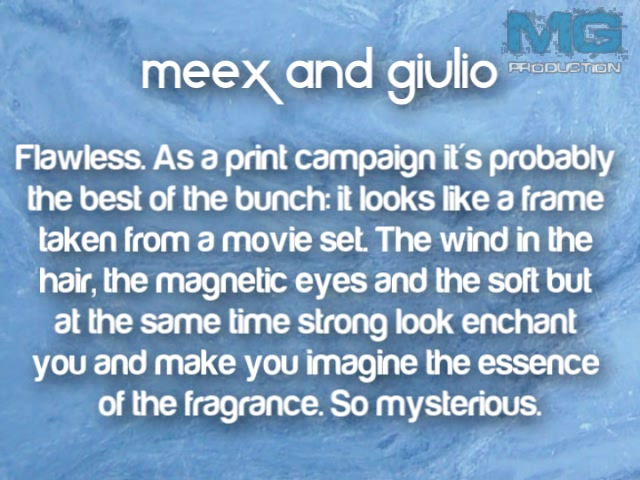 MG
PRODUCTION
meex and giulio
Flawless. As a print campaign it´s probably
the best of the bunch: it looks like a frame
taken from a movie set. The wind in the
hair, the magnetic eyes and the soft but
at the same time strong look enchant
you and make you imagine the essence
of the fragrance. So mysterious.